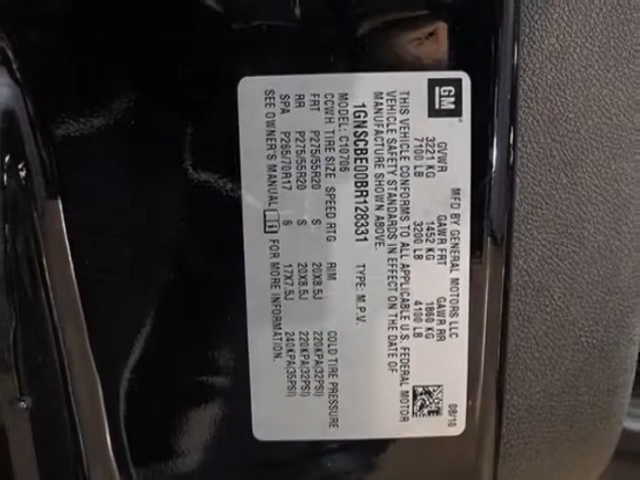 GM
MFD BY GENERAL MOTORS LLC
08/10
GVWR GAWR FRT GAWR RR
3221 KG 1452 KG 1860 KG
7100 LB 3200 LB 4100 LB
THIS VEHICLE CONFORMS TO ALL APPLICABLE U.S. FEDERAL MOTOR
VEHICLE SAFETY STANDARDS IN EFFECT ON THE DATE OF
MANUFACTURE SHOWN ABOVE.
1GNSCBE00BR128331 TYPE: M.P.V.
MODEL: C10706
CCWH TIRE SIZE SPEED RTG RIM COLD TIRE PRESSURE
FRT P275/55R20 S 20X8.5J 220KPA(32PSI)
RR P275/55R20 S 20X8.5J 220KPA(32PSI)
SPA P265/70R17 S 17X7.5J 240KPA(35PSI)
SEE OWNER'S MANUAL FOR MORE INFORMATION.